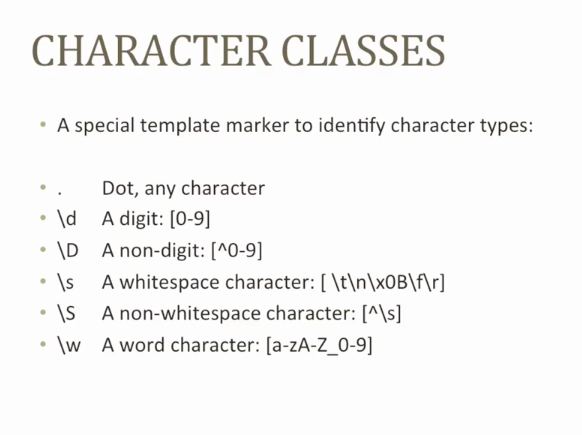 CHARACTER CLASSES
• A special template marker to identify character types:
• . Dot, any character
• \d A digit: [0-9]
• \D A non-digit: [^0-9]
• \s A whitespace character: [ \t\n\x0B\f\r]
• \S A non-whitespace character: [^\s]
• \w A word character: [a-zA-Z_0-9]